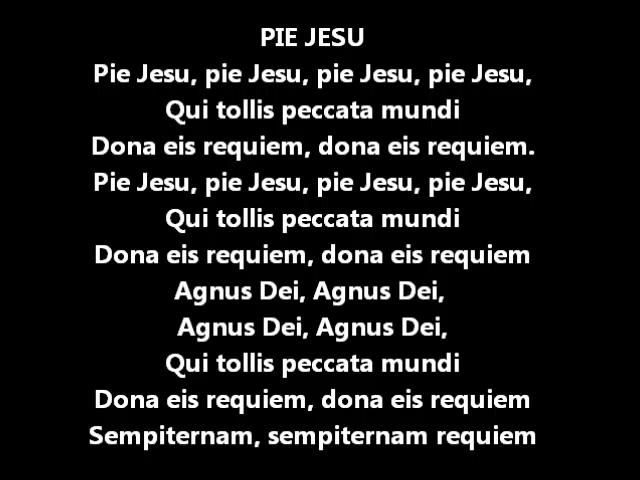 PIE JESU
Pie Jesu, pie Jesu, pie Jesu, pie Jesu,
Qui tollis peccata mundi
Dona eis requiem, dona eis requiem.
Pie Jesu, pie Jesu, pie Jesu, pie Jesu,
Qui tollis peccata mundi
Dona eis requiem, dona eis requiem
Agnus Dei, Agnus Dei,
Agnus Dei, Agnus Dei,
Qui tollis peccata mundi
Dona eis requiem, dona eis requiem
Sempiternam, sempiternam requiem